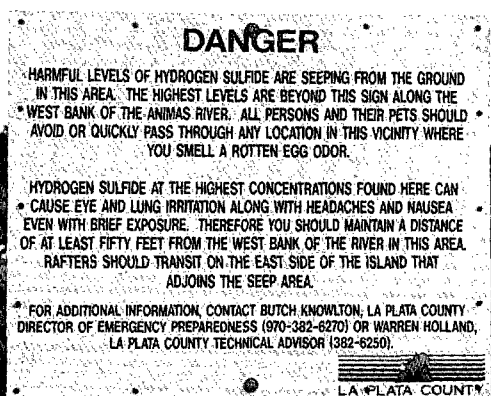 DANGER
HARMFUL LEVELS OF HYDROGEN SULFIDE ARE SEEPING FROM THE GROUND
IN THIS AREA. THE HIGHEST LEVELS ARE BEYOND THIS SIGN ALONG THE
WEST BANK OF THE ANIMAS RIVER. ALL PERSONS AND THEIR PETS SHOULD
AVOID OR QUICKLY PASS THROUGH ANY LOCATION IN THIS VICINITY WHERE
YOU SMELL A ROTTEN EGG ODOR.
HYDROGEN SULFIDE AT THE HIGHEST CONCENTRATIONS FOUND HERE CAN
CAUSE EYE AND LUNG IRRITATION ALONG WITH HEADACHES AND NAUSEA
EVEN WITH BRIEF EXPOSURE. THEREFORE YOU SHOULD MAINTAIN A DISTANCE
OF AT LEAST FIFTY FEET FROM THE WEST BANK OF THE RIVER IN THIS AREA.
RAFTERS SHOULD TRANSIT ON THE EAST SIDE OF THE ISLAND THAT
ADJOINS THE SEEP AREA.
FOR ADDITIONAL INFORMATION, CONTACT BUTCH KNOWLTON, LA PLATA COUNTY
DIRECTOR OF EMERGENCY PREPAREDNESS (970-382-6270) OR WARREN HOLLAND,
LA PLATA COUNTY TECHNICAL ADVISOR (382-6250).
LA PLATA COUNTY